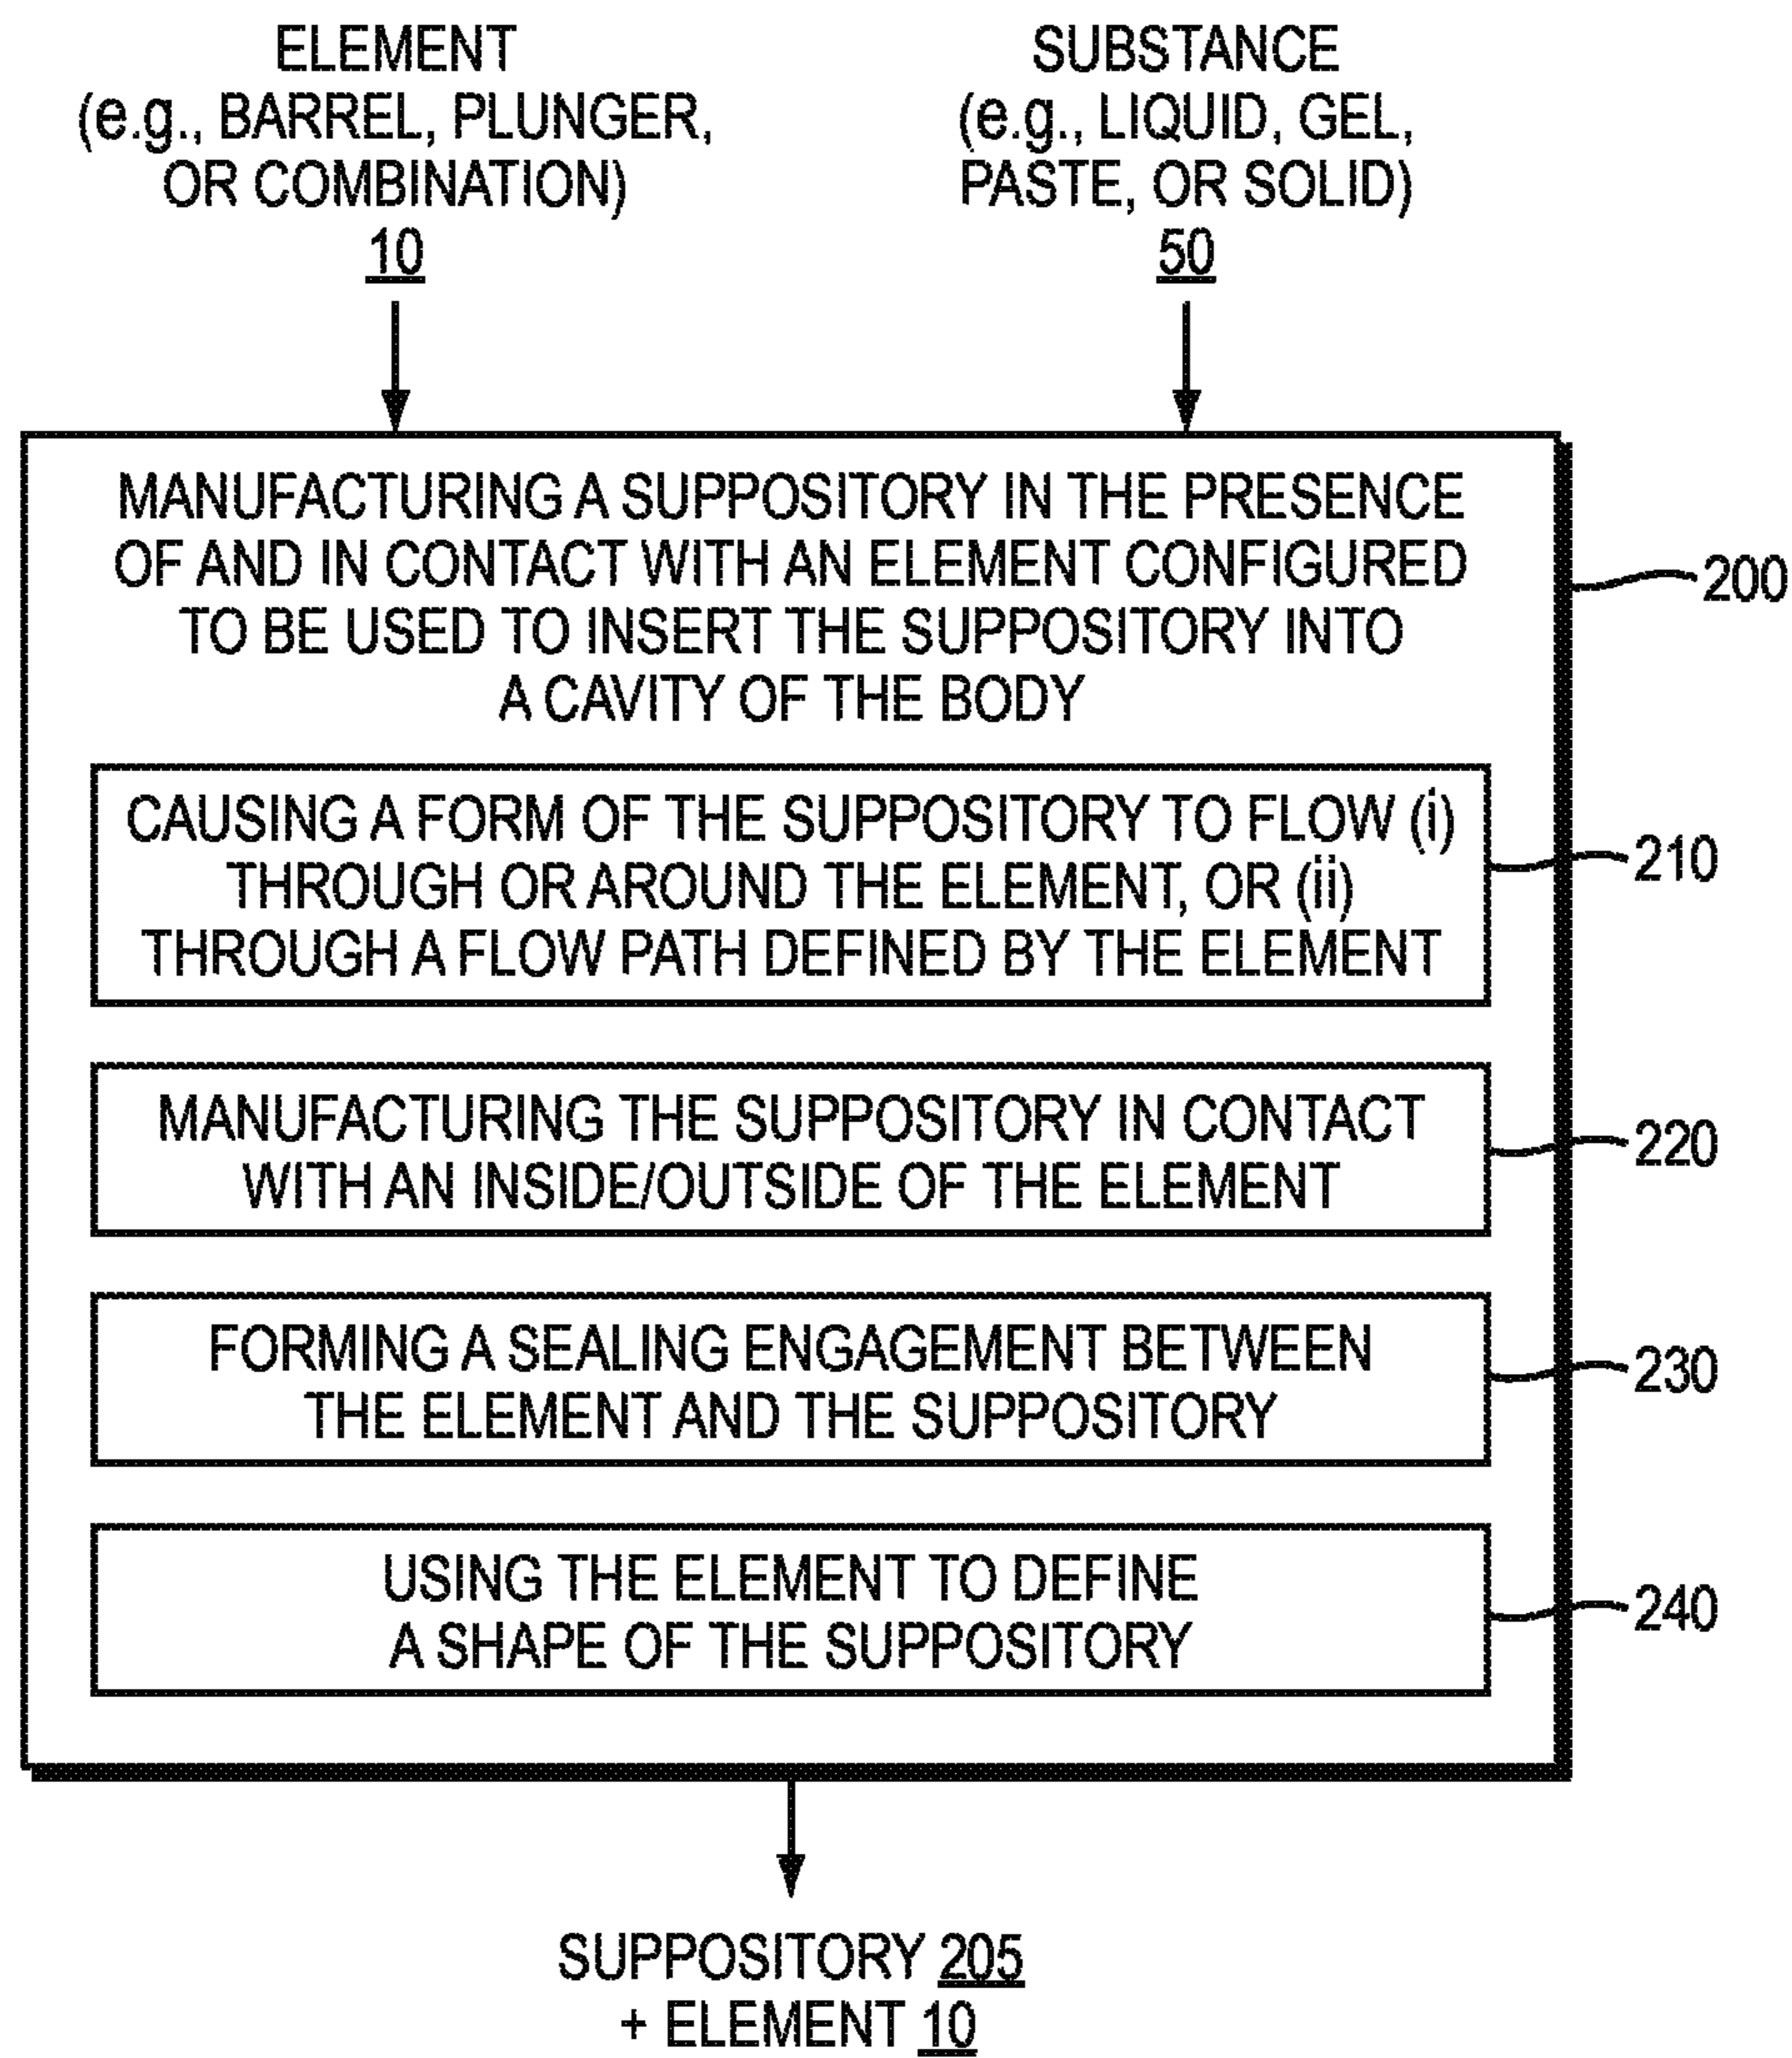 ELEMENT
(e.g., BARREL, PLUNGER,
OR COMBINATION)
10
SUBSTANCE
(e.g., LIQUID, GEL,
PASTE, OR SOLID)
50
MANUFACTURING A SUPPOSITORY IN THE PRESENCE
OF AND IN CONTACT WITH AN ELEMENT CONFIGURED
TO BE USED TO INSERT THE SUPPOSITORY INTO
A CAVITY OF THE BODY
200
CAUSING A FORM OF THE SUPPOSITORY TO FLOW (i)
THROUGH OR AROUND THE ELEMENT, OR (ii)
THROUGH A FLOW PATH DEFINED BY THE ELEMENT
210
MANUFACTURING THE SUPPOSITORY IN CONTACT
WITH AN INSIDE/OUTSIDE OF THE ELEMENT
220
FORMING A SEALING ENGAGEMENT BETWEEN
THE ELEMENT AND THE SUPPOSITORY
230
USING THE ELEMENT TO DEFINE
A SHAPE OF THE SUPPOSITORY
240
SUPPOSITORY 205
+ ELEMENT 10